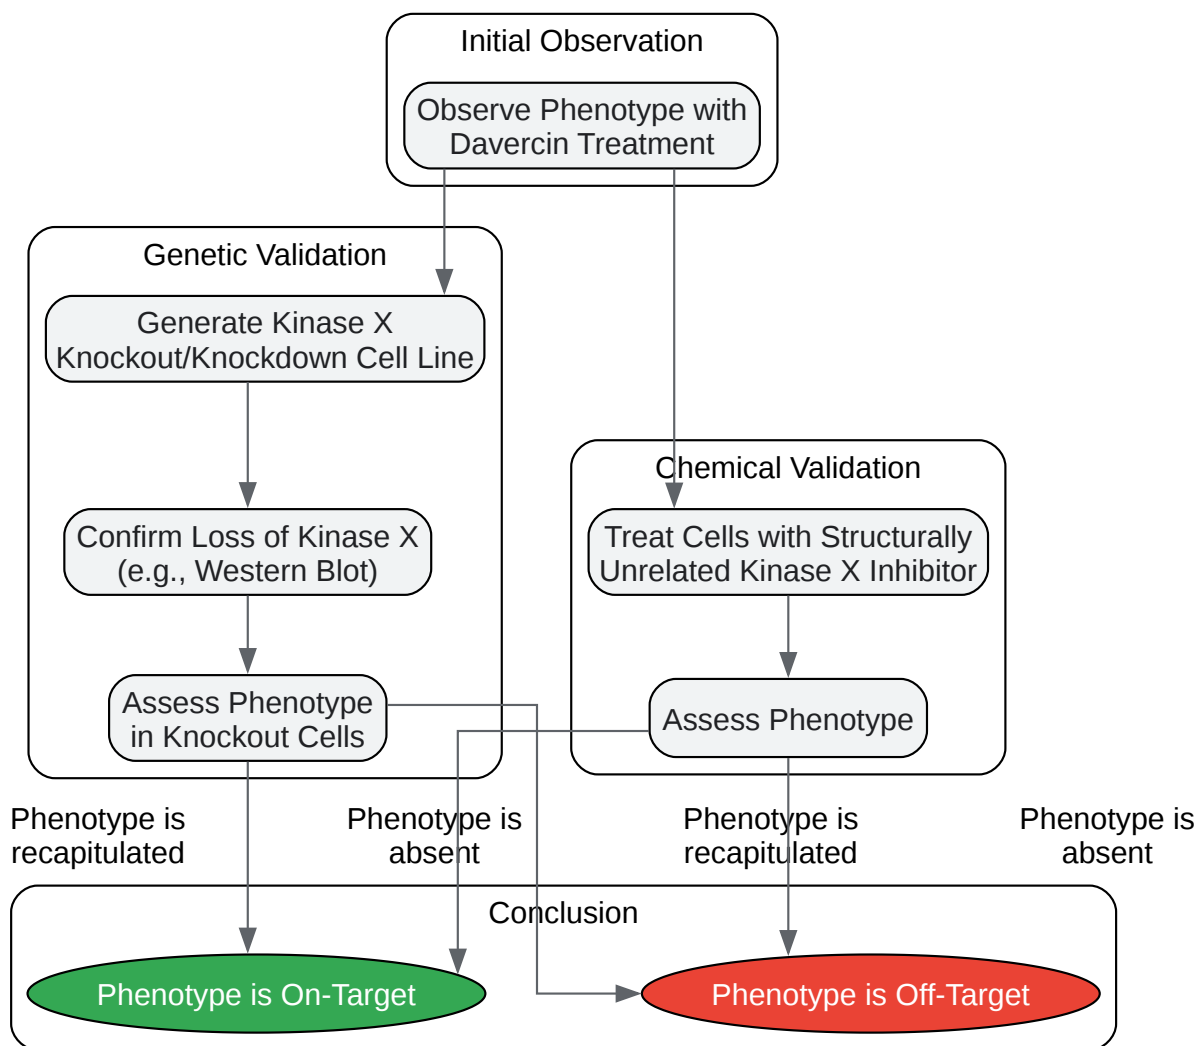 Initial Observation
Observe Phenotype with
Davercin Treatment
Genetic Validation
Generate Kinase X
Knockout/Knockdown Cell Line
Confirm Loss of Kinase X
(e.g., Western Blot)
Assess Phenotype
in Knockout Cells
Chemical Validation
Treat Cells with Structurally
Unrelated Kinase X Inhibitor
Assess Phenotype
Phenotype is
recapitulated
Phenotype is
absent
Phenotype is
recapitulated
Phenotype is
absent
Conclusion
Phenotype is On-Target
Phenotype is Off-Target